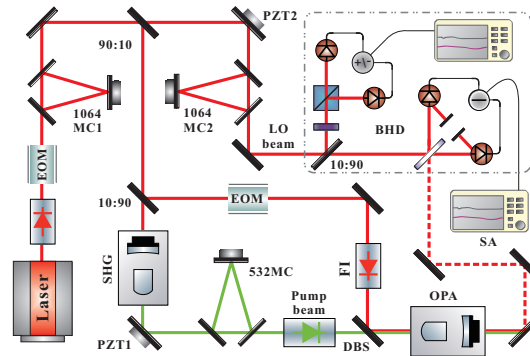 PZT2
90:10
+/-
1064
MC1
1064
MC2
LO
beam
BHD
10:90
EOM
10:90
EOM
SA
SHG
532MC
FI
OPA
Laser
Pump
beam
PZT1
DBS